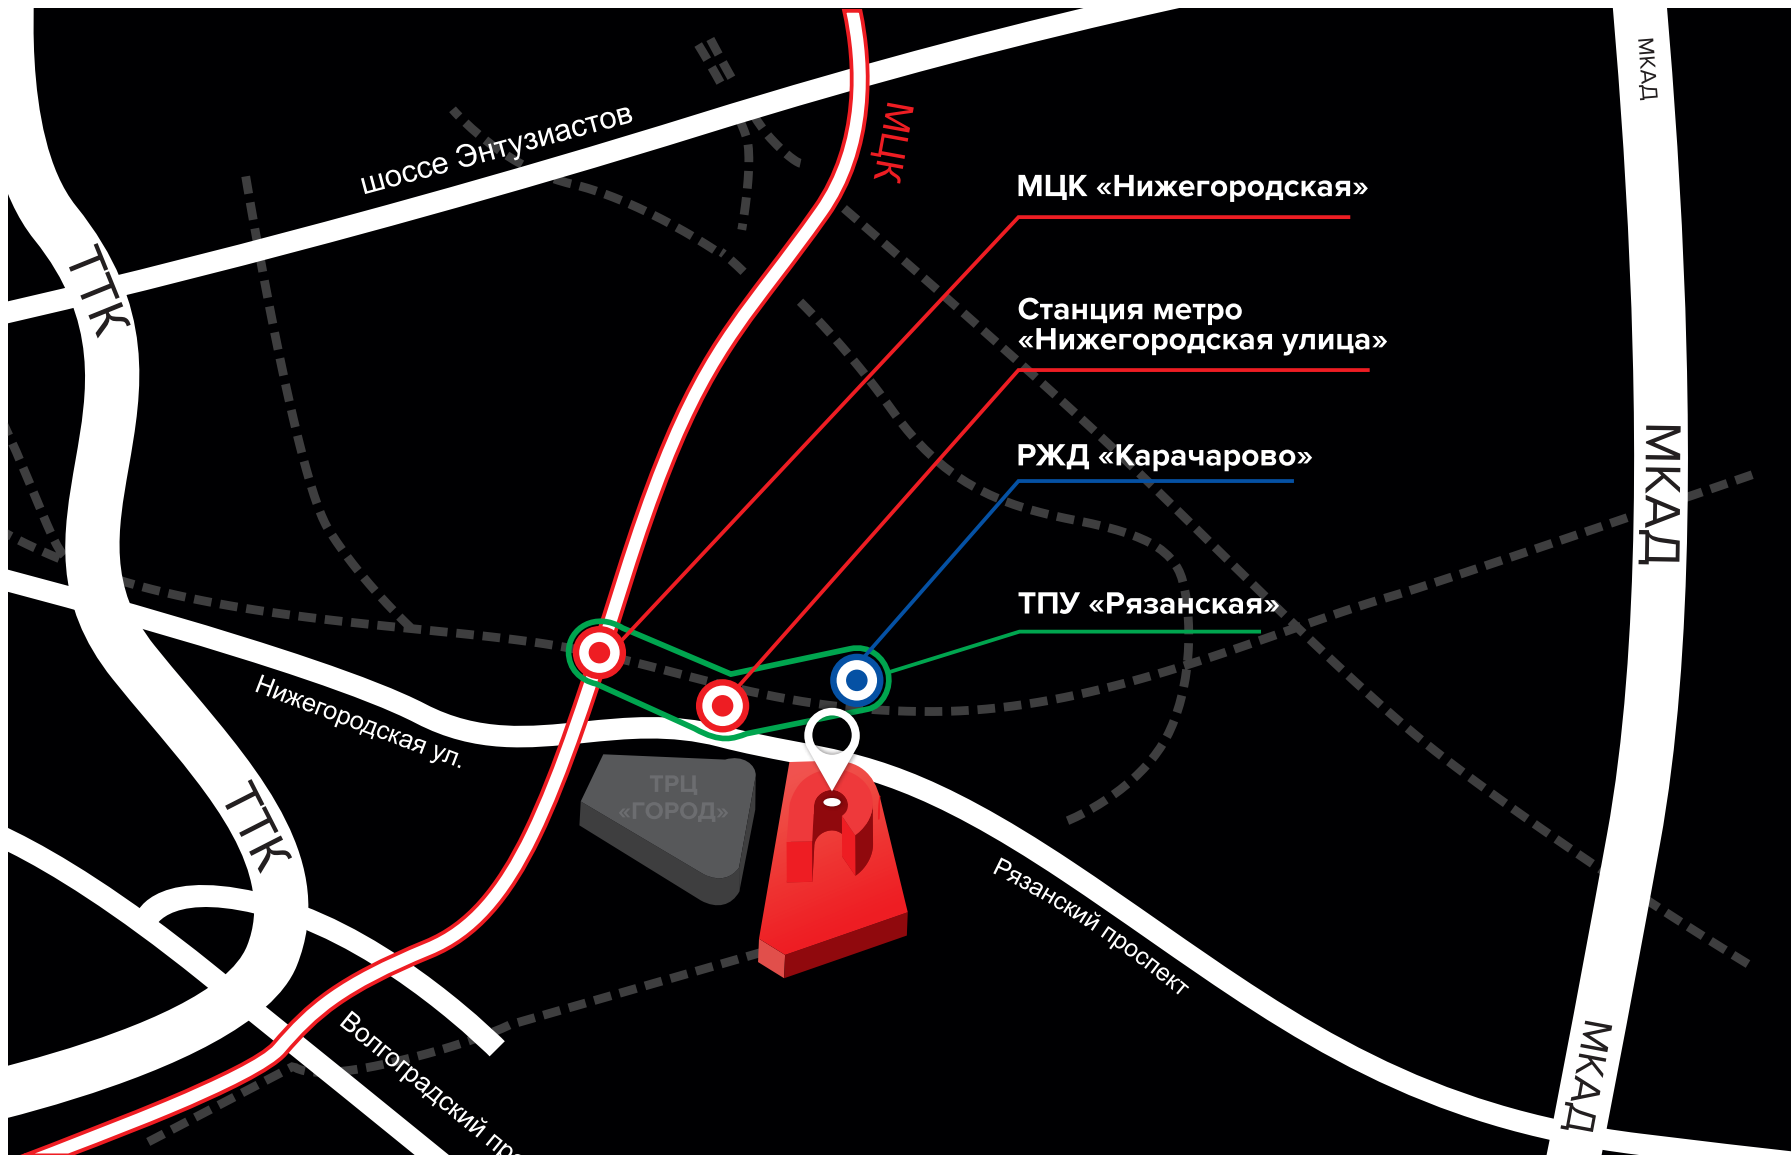 МКАД
шоссе Энтузиастов
МЦК
МЦК «Нижегородская»
ТТК
Станция метро
«Нижегородская улица»
РЖД «Карачарово»
МКАД
ТПУ «Рязанская»
Нижегородская ул.
ТРЦ
«ГОРОД»
ТТК
Рязанский проспект
Волгоградский
МКАД